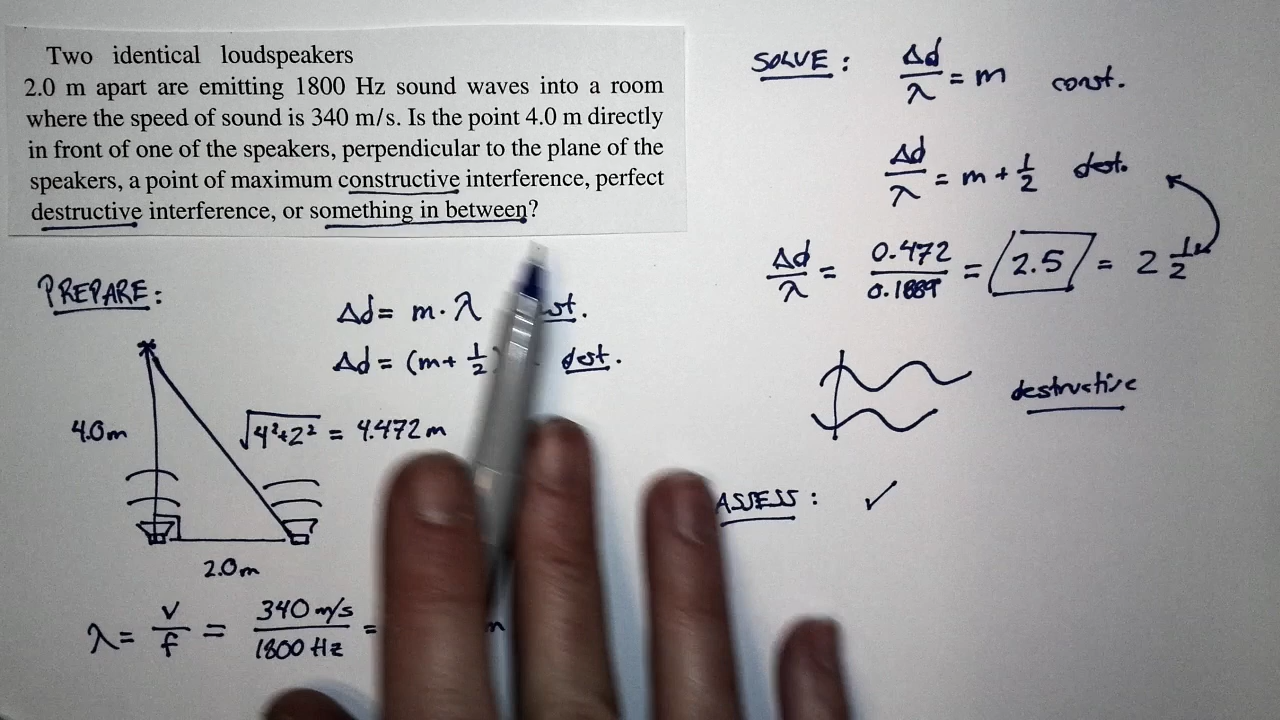 Two identical loudspeakers
2.0 m apart are emitting 1800 Hz sound waves into a room
where the speed of sound is 340 m/s. Is the point 4.0 m directly
in front of one of the speakers, perpendicular to the plane of the
speakers, a point of maximum constructive interference, perfect
destructive interference, or something in between?
PREPARE:
Δd = m·λ st.
Δd = (m + 1/2) dest.
4.0m
√4²+2² = 4.472m
2.0m
λ = v/f = 340 m/s / 1800 Hz = m
SOLVE: Δd/λ = m const.
Δd/λ = m + 1/2 dest.
Δd/λ = 0.472/0.1889 = 2.5 = 2 1/2
destructive
ASSESS: ✓